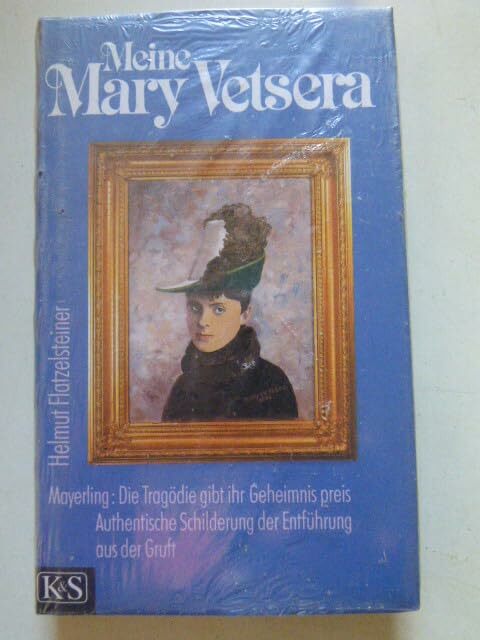 Meine
Mary Vetsera
Helmut Flatzelsteiner
Mayerling: Die Tragödie gibt ihr Geheimnis preis
Authentische Schilderung der Entführung
aus der Gruft
K&S